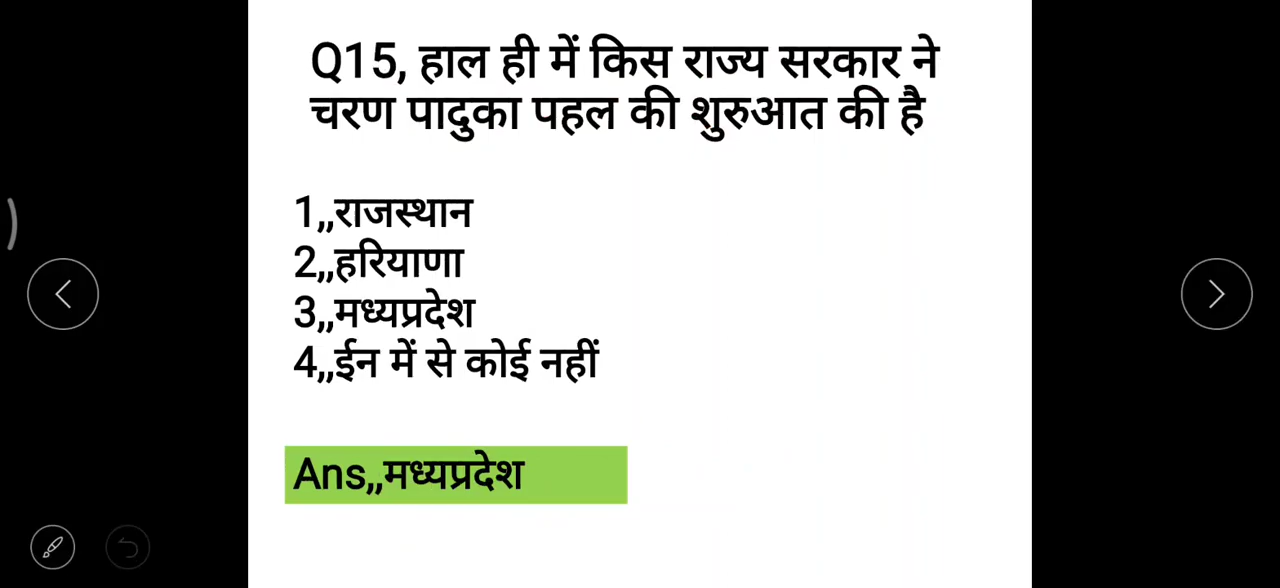 Q15, हाल ही में किस राज्य सरकार ने
चरण पादुका पहल की शुरुआत की है
1,,राजस्थान
2,,हरियाणा
3,,मध्यप्रदेश
4,,ईन में से कोई नहीं
Ans,,मध्यप्रदेश